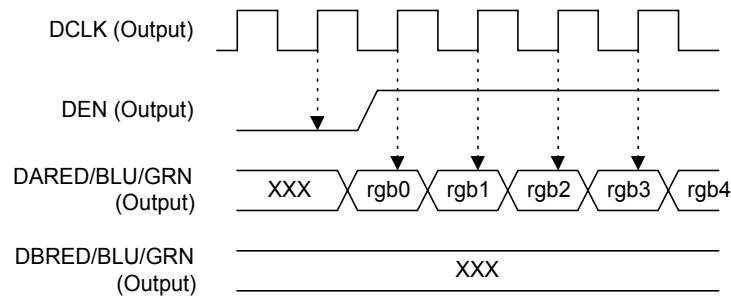 DCLK (Output)
DEN (Output)
DARED/BLU/GRN
(Output)
XXX rgb0 rgb1 rgb2 rgb3 rgb4
DBRED/BLU/GRN
(Output)
XXX